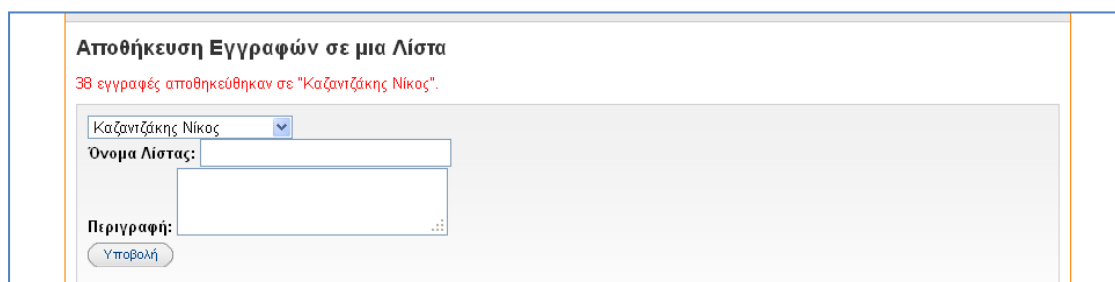 Αποθήκευση Εγγραφών σε μια Λίστα
38 εγγραφές αποθηκεύθηκαν σε "Καζαντζάκης Νίκος".
Καζαντζάκης Νίκος
Όνομα Λίστας:
Περιγραφή:
Υποβολή